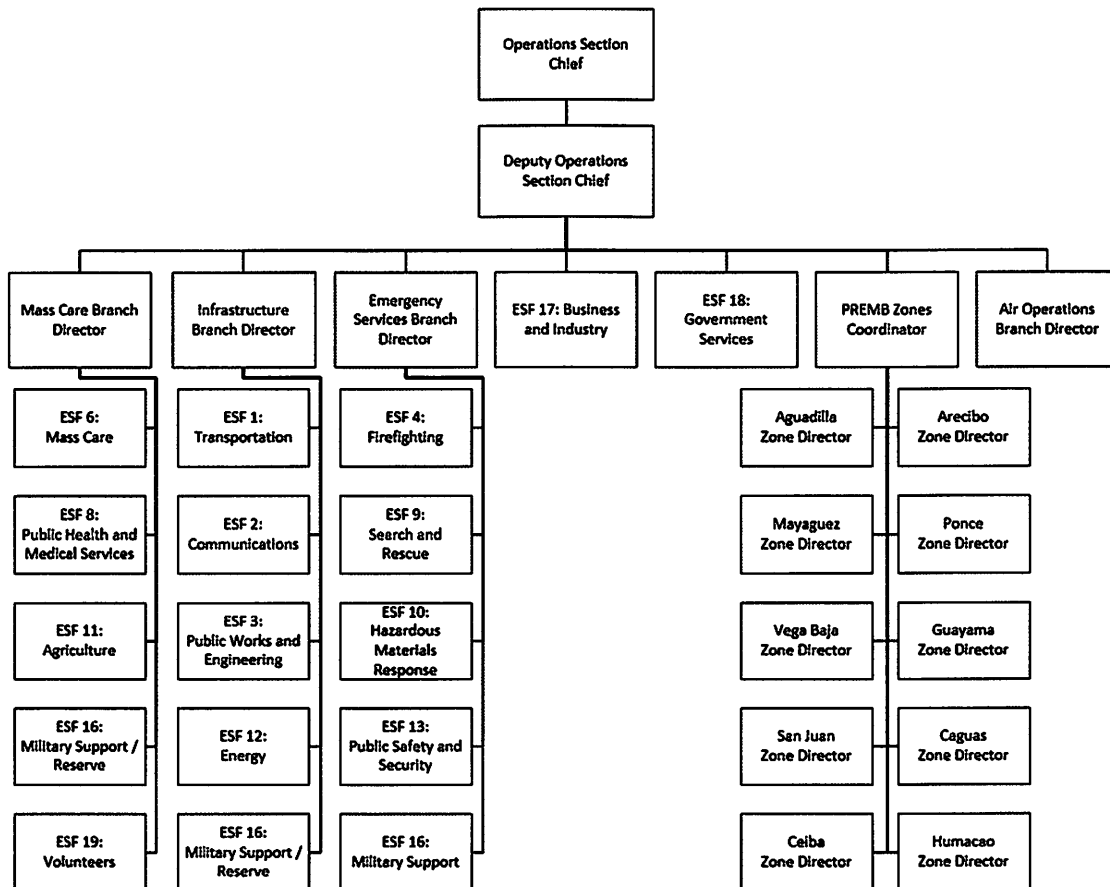 Operations Section
Chief
Deputy Operations
Section Chief
Mass Care Branch
Director
Infrastructure
Branch Director
Emergency
Services Branch
Director
ESF 17: Business
and Industry
ESF 18:
Government
Services
PREMB Zones
Coordinator
Air Operations
Branch Director
ESF 6:
Mass Care
ESF 8:
Public Health and
Medical Services
ESF 11:
Agriculture
ESF 16:
Military Support /
Reserve
ESF 19:
Volunteers
ESF 1:
Transportation
ESF 2:
Communications
ESF 3:
Public Works and
Engineering
ESF 12:
Energy
ESF 16:
Military Support /
Reserve
ESF 4:
Firefighting
ESF 9:
Search and
Rescue
ESF 10:
Hazardous
Materials
Response
ESF 13:
Public Safety and
Security
ESF 16:
Military Support
Aguadilla
Zone Director
Arecibo
Zone Director
Mayaguez
Zone Director
Ponce
Zone Director
Vega Baja
Zone Director
Guayama
Zone Director
San Juan
Zone Director
Caguas
Zone Director
Ceiba
Zone Director
Humacao
Zone Director